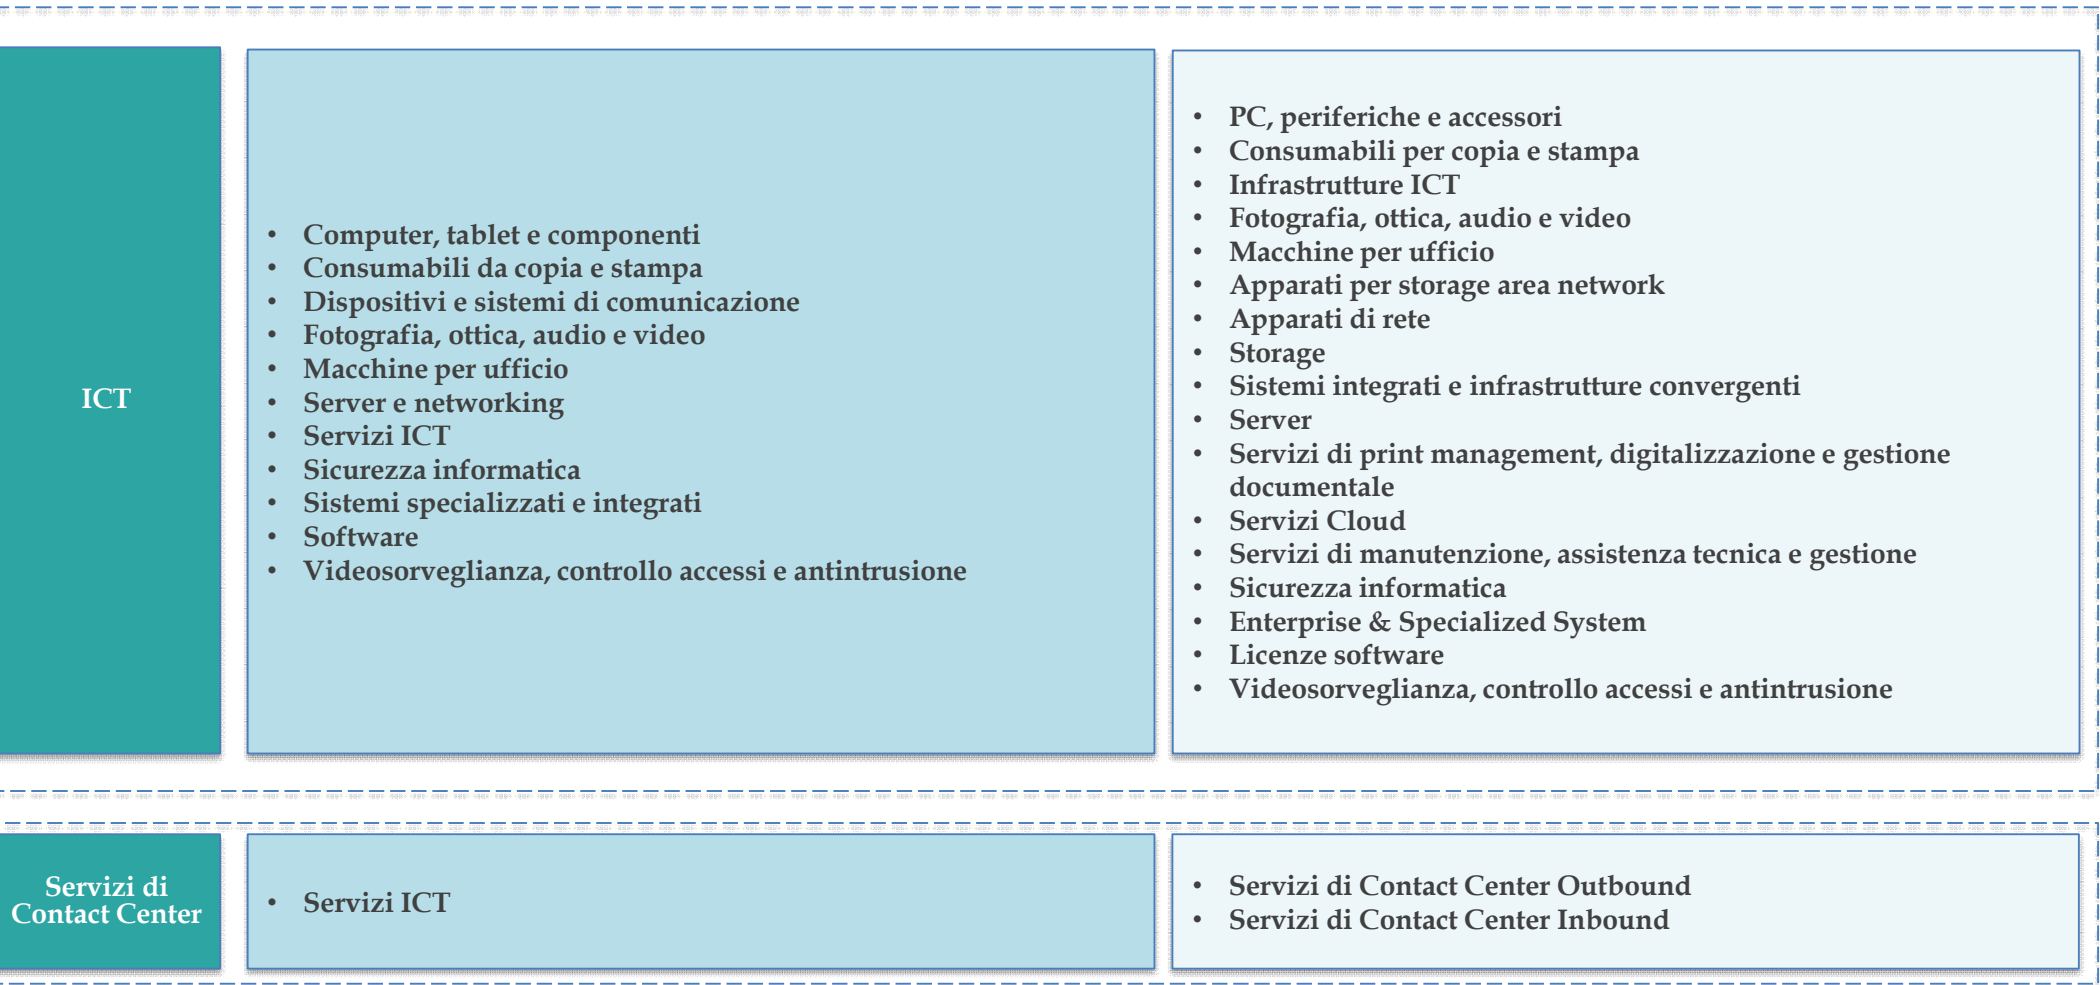 ICT
• Computer, tablet e componenti
• Consumabili da copia e stampa
• Dispositivi e sistemi di comunicazione
• Fotografia, ottica, audio e video
• Macchine per ufficio
• Server e networking
• Servizi ICT
• Sicurezza informatica
• Sistemi specializzati e integrati
• Software
• Videosorveglianza, controllo accessi e antintrusione
• PC, periferiche e accessori
• Consumabili per copia e stampa
• Infrastrutture ICT
• Fotografia, ottica, audio e video
• Macchine per ufficio
• Apparati per storage area network
• Apparati di rete
• Storage
• Sistemi integrati e infrastrutture convergenti
• Server
• Servizi di print management, digitalizzazione e gestione
documentale
• Servizi Cloud
• Servizi di manutenzione, assistenza tecnica e gestione
• Sicurezza informatica
• Enterprise & Specialized System
• Licenze software
• Videosorveglianza, controllo accessi e antintrusione
Servizi di
Contact Center
• Servizi ICT
• Servizi di Contact Center Outbound
• Servizi di Contact Center Inbound